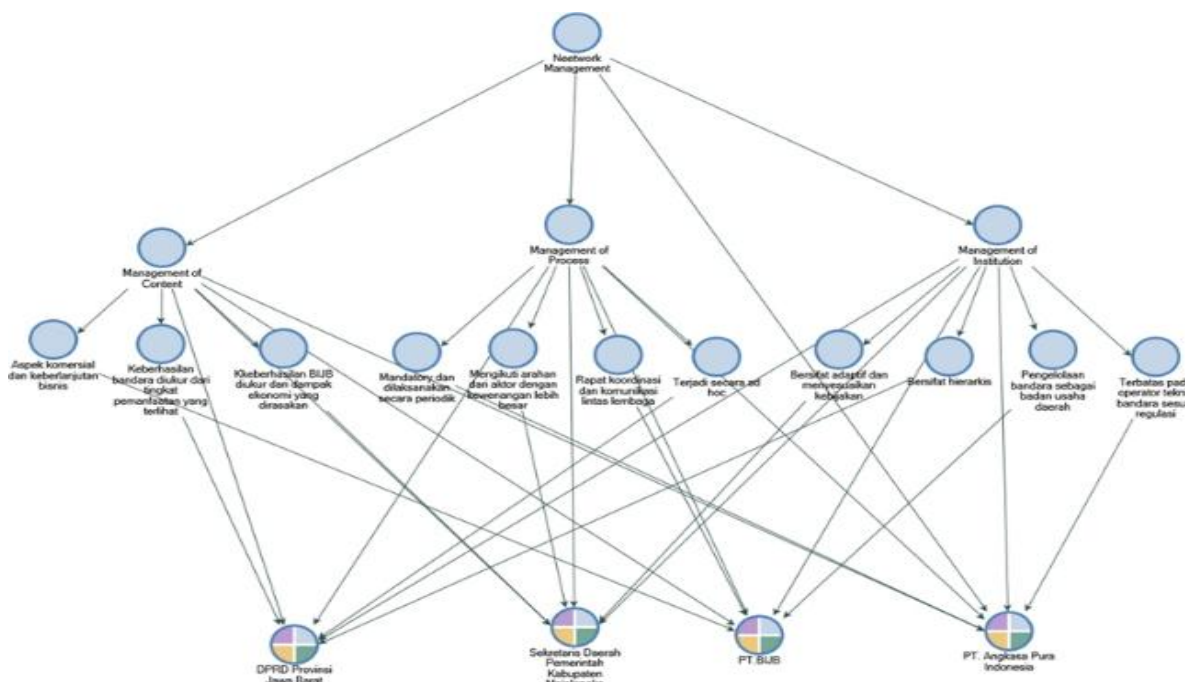 Neetwork
Management
Management of
Content
Management of
Process
Management of
Institution
Aspek komersial
dan keberlanjutan
bisnis
Keberhasilan
bandara diukur dari
tingkat
pemanfaatan yang
terlihat
Kkeberhasilan BIJB
diukur dari dampak
ekonomi yang
dirasakan
Mandatory dan
dilaksanakan
secara periodik
Mengikuti arahan
dari aktor dengan
kewenangan lebih
besar
Rapat koordinasi
dan komunikasi
lintas lembaga
Terjadi secara ad
hoc
Bersifat adaptif dan
menyesuaikan
kebijakan
Bersifat hierarkis
Pengelolaan
bandara sebagai
badan usaha
daerah
Terbatas pad
operator tekni
bandara sesu
regulasi
DPRD Provinsi
Jawa Barat
Sekretaris Daerah
Pemerintah
Kabupaten
PT BIJB
PT. Angkasa Pura
Indonesia